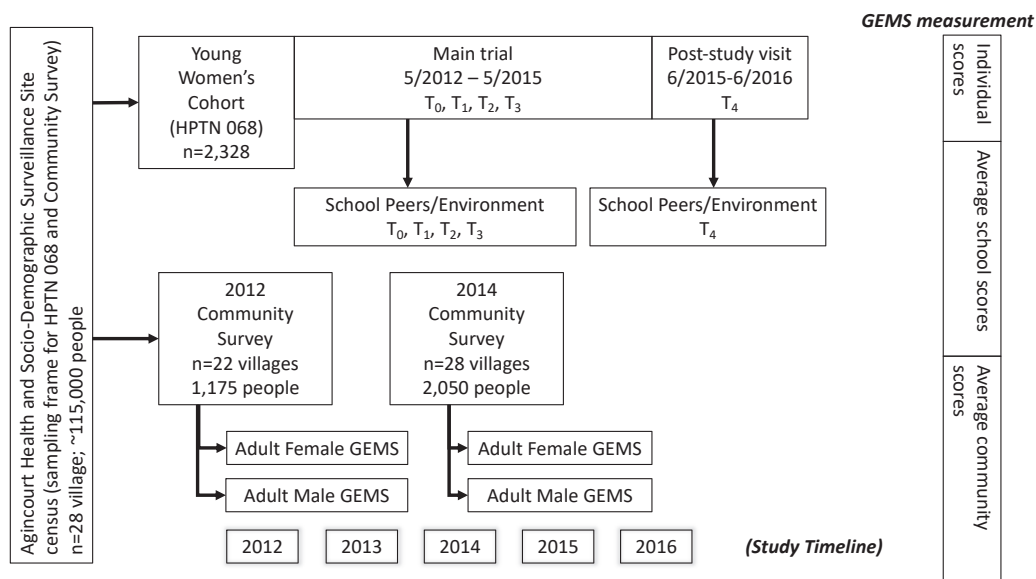 Agincourt Health and Socio-Demographic Surveillance Site
census (sampling frame for HPTN 068 and Community Survey)
n=28 village; ~115,000 people
Young
Women's
Cohort
(HPTN 068)
n=2,328
Main trial
5/2012 – 5/2015
T0, T1, T2, T3
Post-study visit
6/2015-6/2016
T4
School Peers/Environment
T0, T1, T2, T3
School Peers/Environment
T4
2012
Community
Survey
n=22 villages
1,175 people
2014
Community
Survey
n=28 villages
2,050 people
Adult Female GEMS
Adult Male GEMS
Adult Female GEMS
Adult Male GEMS
2012
2013
2014
2015
2016
(Study Timeline)
GEMS measurement
Individual
scores
Average school scores
Average community
scores